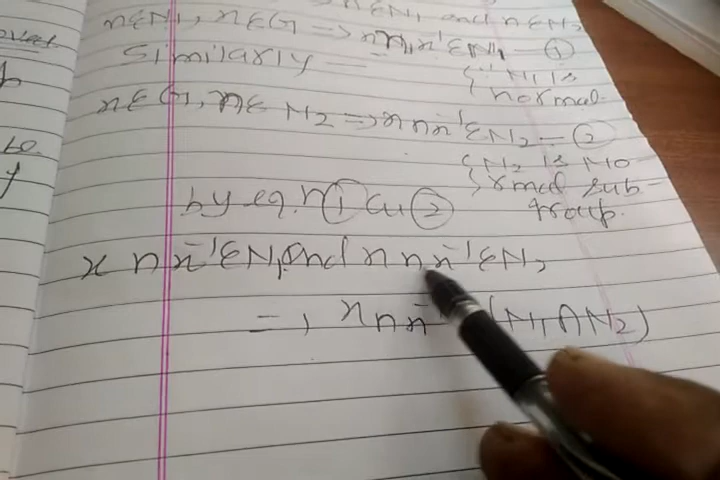 n∈N1 and n∈N2
n∈N1, x∈G => xnx⁻¹∈N1 — ①
{∵ N1 is normal.
Similarly —
x∈G, n∈N2 => xnx⁻¹∈N2 — ②
{N2 is No
rmal sub-
group.
by eq.n ① & ②
x n x⁻¹∈N1 and x n x⁻¹∈N2
=, x n x⁻ (N1∩N2)